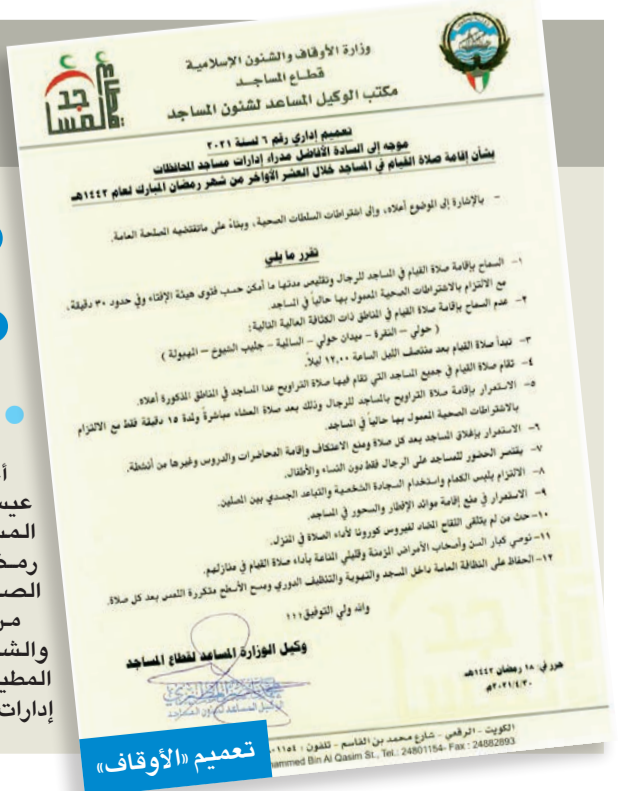 وزارة الأوقاف والشئون الإسلامية
قطاع المساجد
مكتب الوكيل المساعد لشئون المساجد
قطاع المساجد
تعميم إداري رقم ٦ لسنة ٢٠٢١
موجه إلى السادة الأفاضل مدراء إدارات مساجد المحافظات
بشأن إقامة صلاة القيام في المساجد خلال العشر الأواخر من شهر رمضان المبارك لعام ١٤٤٢هـ
- بالإشارة إلى الموضوع أعلاه، وإلى اشتراطات السلطات الصحية، وبناءً على ماتقتضيه المصلحة العامة.
تقرر ما يلي
١- السماح بإقامة صلاة القيام في المساجد للرجال وتقليص مدتها ما أمكن حسب فتوى هيئة الإفتاء وفي حدود ٣٠ دقيقة،
مع الالتزام بالاشتراطات الصحية المعمول بها حالياً في المساجد.
٢- عدم السماح بإقامة صلاة القيام في المناطق ذات الكثافة العالية التالية:
( حولي – النقرة – ميدان حولي – السالمية – جليب الشيوخ – المهبولة )
٣- تبدأ صلاة القيام بعد منتصف الليل الساعة ١٢,٠٠ ليلاً.
٤- تقام صلاة القيام في جميع المساجد التي تقام فيها صلاة التراويح عدا المساجد في المناطق المذكورة أعلاه.
٥- الاستمرار بإقامة صلاة التراويح بالمساجد للرجال وذلك بعد صلاة العشاء مباشرةً ولمدة ١٥ دقيقة فقط مع الالتزام
بالاشتراطات الصحية المعمول بها حالياً في المساجد.
٦- الاستمرار بإغلاق المساجد بعد كل صلاة ومنع الاعتكاف وإقامة المحاضرات والدروس وغيرها من أنشطة.
٧- يقتصر الحضور للمساجد على الرجال فقط دون النساء والأطفال.
٨- الالتزام بلبس الكمام واستخدام السجادة الشخصية والتباعد الجسدي بين المصلين.
٩- الاستمرار في منع إقامة موائد الإفطار والسحور في المساجد.
١٠- حث من لم يتلقى اللقاح المضاد لفيروس كورونا لأداء الصلاة في المنزل.
١١- نوصي كبار السن وأصحاب الأمراض المزمنة وقليلي المناعة بأداء صلاة القيام في منازلهم.
١٢- الحفاظ على النظافة العامة داخل المسجد والتهوية والتنظيف الدوري ومسح الأسطح متكررة اللمس بعد كل صلاة.
والله ولي التوفيق،،،
وكيل الوزارة المساعد لقطاع المساجد
حرر في: ١٨ رمضان ١٤٤٢هـ
٢٠٢١/٤/٣٠م
الكويت - الرقعي - شارع محمد بن القاسم - تلفون :
ammed Bin Al Qasim St., Tel.: 24801154- Fax : 24882893
تعميم «الأوقاف»
عيس
المس
رمـض
الص
مـن
والش
المطي
إدارات